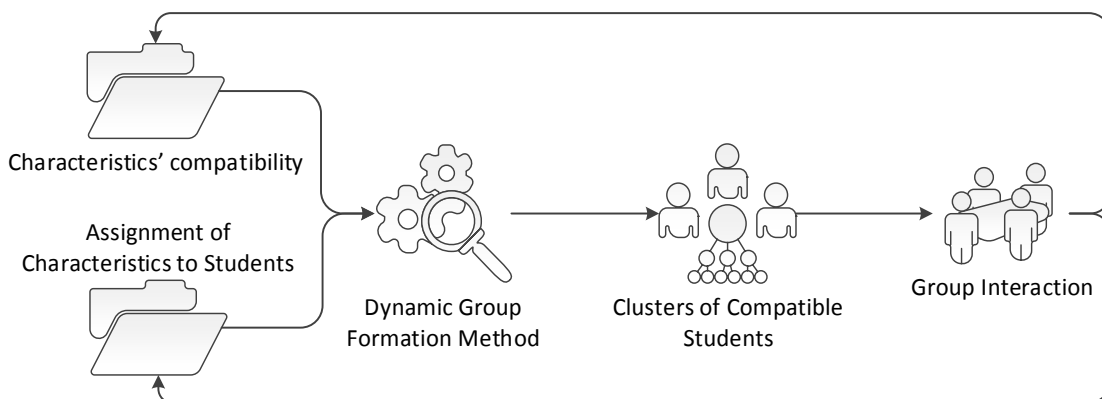 Characteristics’ compatibility
Assignment of
Characteristics to Students
Dynamic Group
Formation Method
Clusters of Compatible
Students
Group Interaction